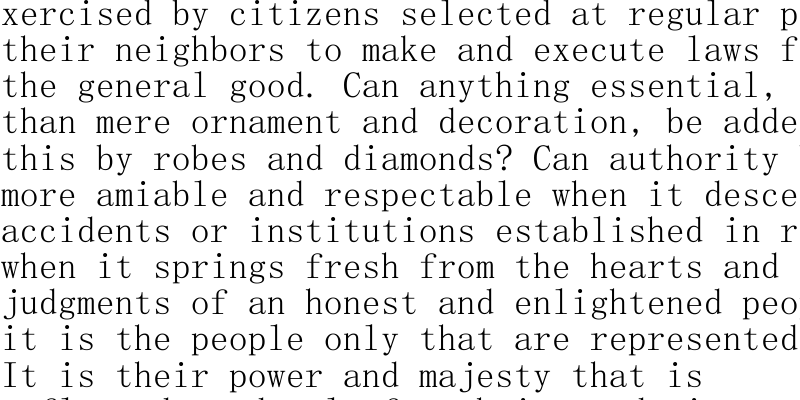 xercised by citizens selected at regular p
their neighbors to make and execute laws f
the general good. Can anything essential,
than mere ornament and decoration, be adde
this by robes and diamonds? Can authority
more amiable and respectable when it desce
accidents or institutions established in r
when it springs fresh from the hearts and
judgments of an honest and enlightened peo
it is the people only that are represented
It is their power and majesty that is